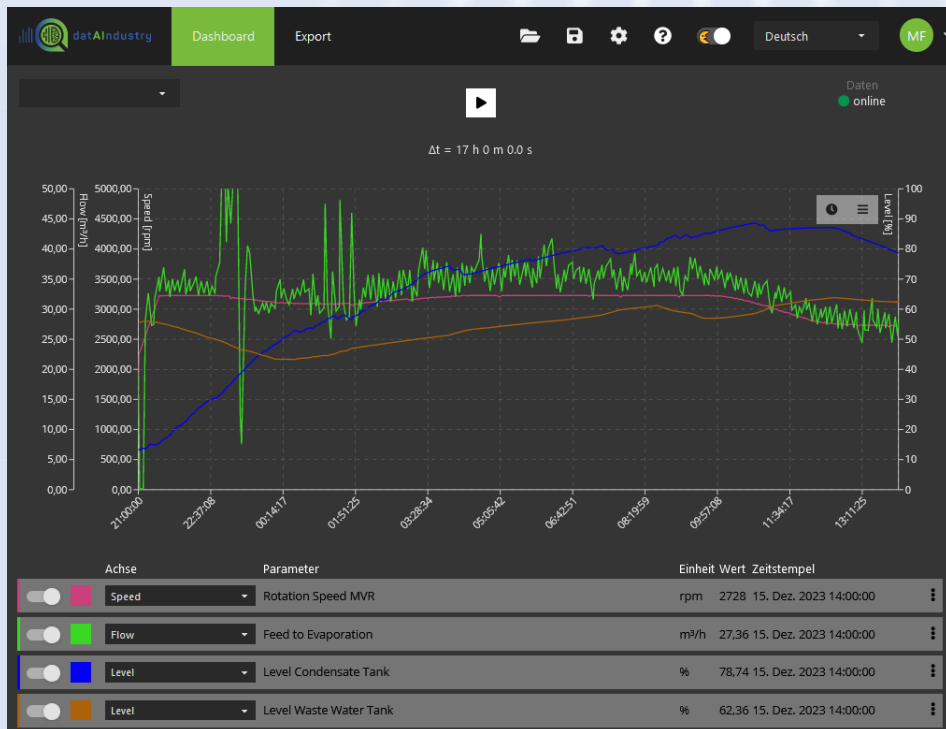 datAIndustry Dashboard Export Deutsch MF
Daten
online
Δt = 17 h 0 m 0.0 s
50,00 5000,00 100
45,00 4500,00 90
40,00 4000,00 80
35,00 3500,00 70
30,00 3000,00 60
25,00 2500,00 50
20,00 2000,00 40
15,00 1500,00 30
10,00 1000,00 20
5,00 500,00 10
0,00 0,00 0
Flow [m³/h]
Speed [rpm]
Level [%]
21:00:00 22:37:08 00:14:17 01:51:25 03:28:34 05:05:42 06:42:51 08:19:59 09:57:08 11:34:17 13:11:25
Achse Parameter Einheit Wert Zeitstempel
Speed Rotation Speed MVR rpm 2728 15. Dez. 2023 14:00:00
Flow Feed to Evaporation m³/h 27,36 15. Dez. 2023 14:00:00
Level Level Condensate Tank % 78,74 15. Dez. 2023 14:00:00
Level Level Waste Water Tank % 62,36 15. Dez. 2023 14:00:00